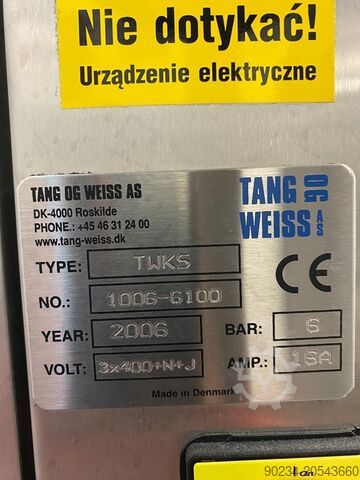 Nie dotykać!
Urządzenie elektryczne
TANG OG WEISS AS
DK-4000 Roskilde
PHONE.: +45 46 31 24 00
www.tang-weiss.dk
TANG OG
WEISS AS
TYPE: TWKS
CE
NO.: 1006-6100
YEAR: 2006 BAR: 6
VOLT: 3x400+N+J AMP.: 16A
Made in Denmark
90234 20543660